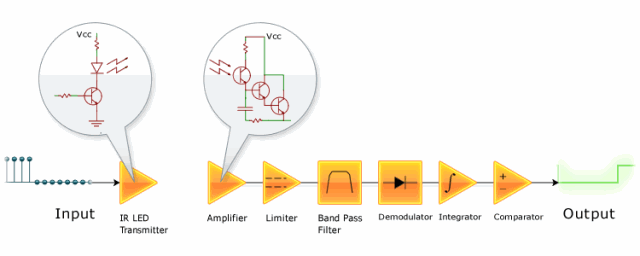 Vcc
Vcc
Input
IR LED
Transmitter
Amplifier
Limiter
Band Pass
Filter
Demodulator
Integrator
Comparator
Output